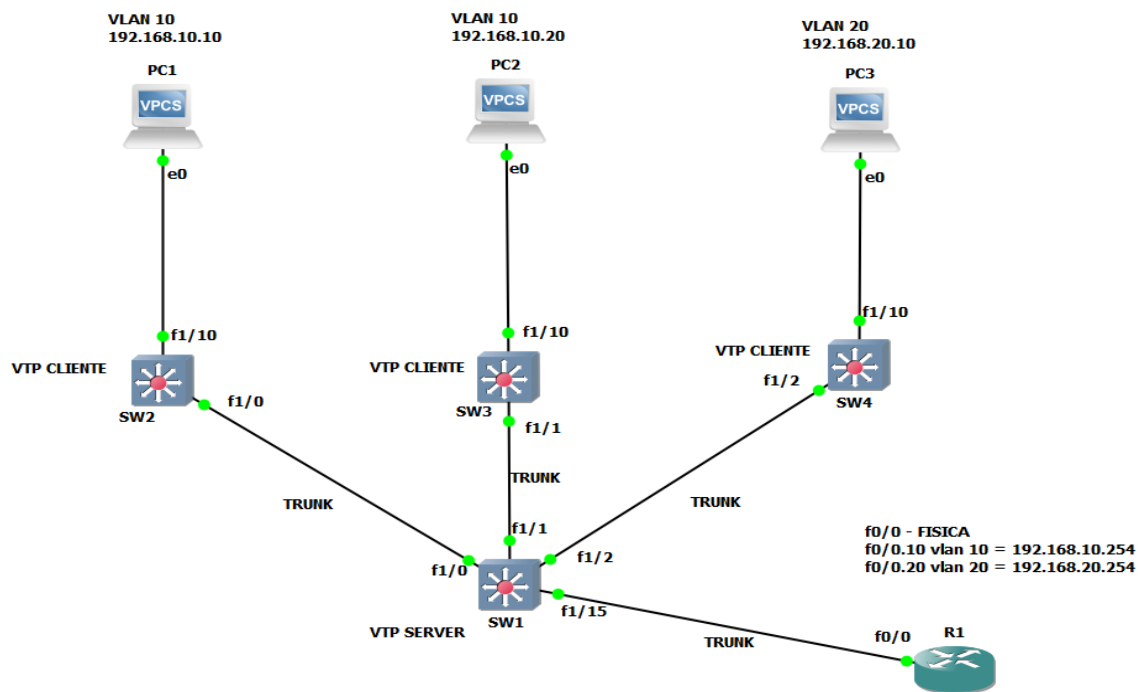 VLAN 10
192.168.10.10
PC1
VPCS
e0
VLAN 10
192.168.10.20
PC2
VPCS
e0
VLAN 20
192.168.20.10
PC3
VPCS
e0
f1/10
VTP CLIENTE
SW2
f1/0
f1/10
VTP CLIENTE
SW3
f1/1
f1/10
VTP CLIENTE
f1/2
SW4
TRUNK
TRUNK
TRUNK
f1/0
f1/1
f1/2
f1/15
VTP SERVER
SW1
TRUNK
f0/0 - FISICA
f0/0.10 vlan 10 = 192.168.10.254
f0/0.20 vlan 20 = 192.168.20.254
f0/0
R1